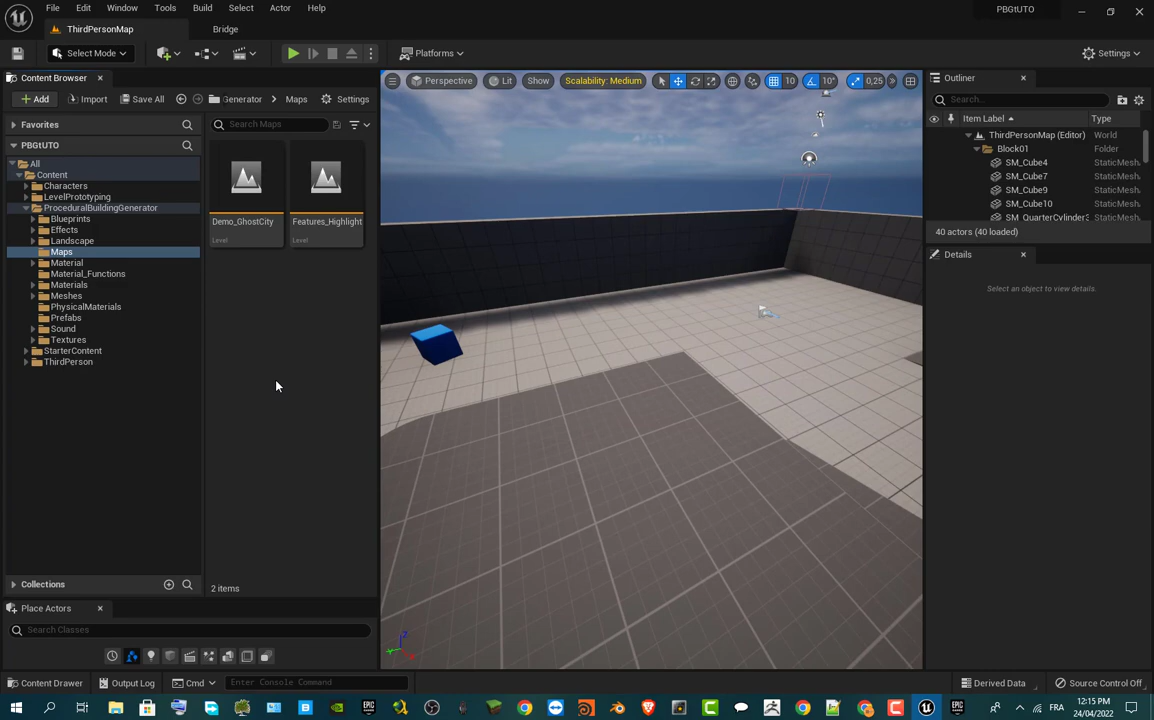 File Edit Window Tools Build Select Actor Help
PBGtUTO
ThirdPersonMap
Bridge
Select Mode
Platforms
Settings
Content Browser
Add
Import
Save All
Generator
Maps
Settings
Favorites
Search Maps
PBGtUTO
All
Content
Characters
LevelPrototyping
ProceduralBuildingGenerator
Blueprints
Effects
Landscape
Maps
Material
Material_Functions
Materials
Meshes
PhysicalMaterials
Prefabs
Sound
Textures
StarterContent
ThirdPerson
Demo_GhostCity
Level
Features_Highlight
Level
Collections
2 items
Place Actors
Search Classes
Perspective
Lit
Show
Scalability: Medium
10
10°
0,25
Outliner
Search...
Item Label
Type
ThirdPersonMap (Editor) World
Block01 Folder
SM_Cube4 StaticMesh
SM_Cube7 StaticMesh
SM_Cube9 StaticMesh
SM_Cube10 StaticMesh
SM_QuarterCylinder StaticMesh
40 actors (40 loaded)
Details
Select an object to view details.
Content Drawer
Output Log
Cmd
Enter Console Command
Derived Data
Source Control Off
EPIC GAMES
FRA
12:15 PM
24/04/2022